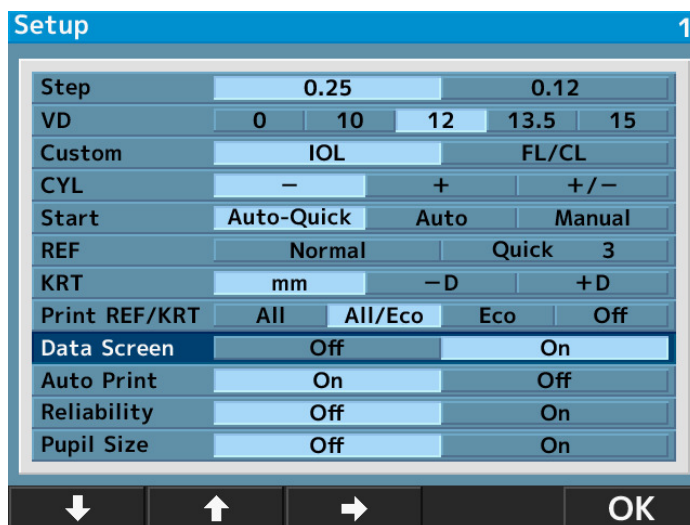 Setup 1
Step 0.25 0.12
VD 0 10 12 13.5 15
Custom IOL FL/CL
CYL − + +/−
Start Auto-Quick Auto Manual
REF Normal Quick 3
KRT mm −D +D
Print REF/KRT All All/Eco Eco Off
Data Screen Off On
Auto Print On Off
Reliability Off On
Pupil Size Off On
OK